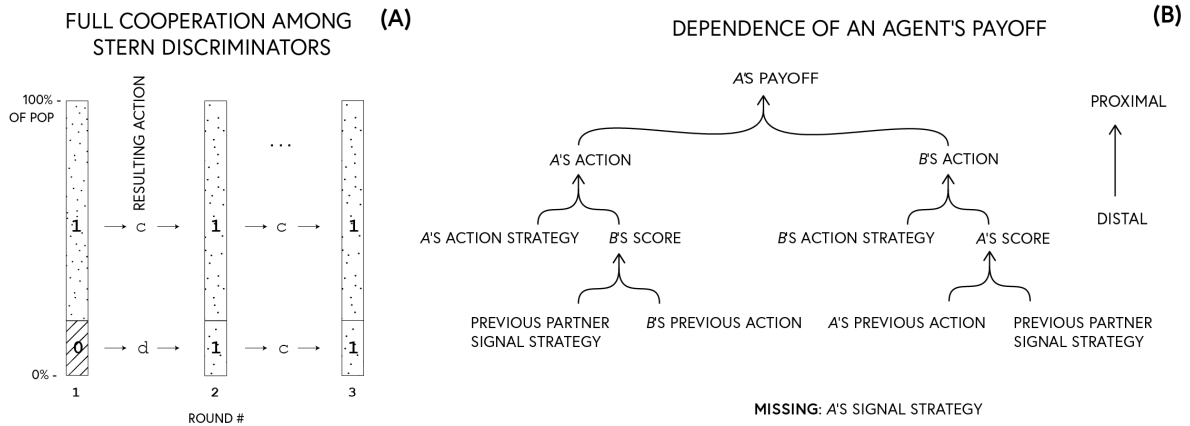 FULL COOPERATION AMONG
STERN DISCRIMINATORS
(A)
100% -
OF POP
RESULTING ACTION
...
1 c 1 c 1
0 d 1 c 1
0% -
1 2 3
ROUND #
(B)
DEPENDENCE OF AN AGENT'S PAYOFF
A'S PAYOFF
PROXIMAL
A'S ACTION B'S ACTION
DISTAL
A'S ACTION STRATEGY B'S SCORE B'S ACTION STRATEGY A'S SCORE
PREVIOUS PARTNER
SIGNAL STRATEGY
B'S PREVIOUS ACTION
A'S PREVIOUS ACTION
PREVIOUS PARTNER
SIGNAL STRATEGY
MISSING: A'S SIGNAL STRATEGY